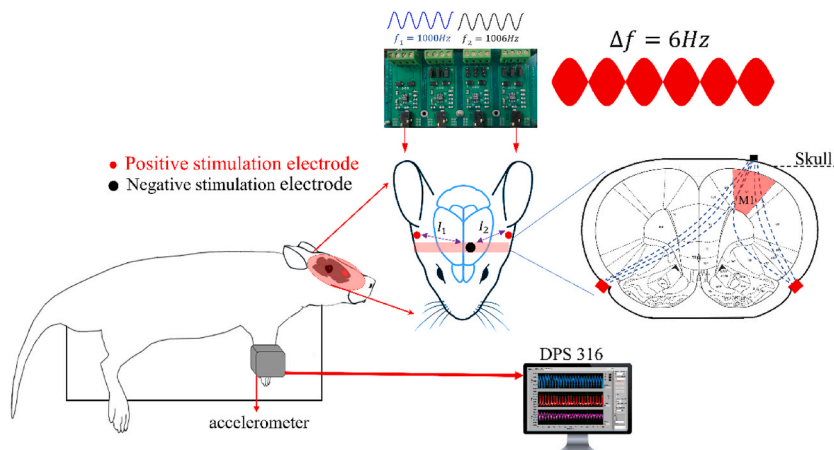 f₁ = 1000Hz f₂ = 1006Hz
Δf = 6Hz
Positive stimulation electrode
Negative stimulation electrode
Skull
M1
I₁ I₂
DPS 316
accelerometer